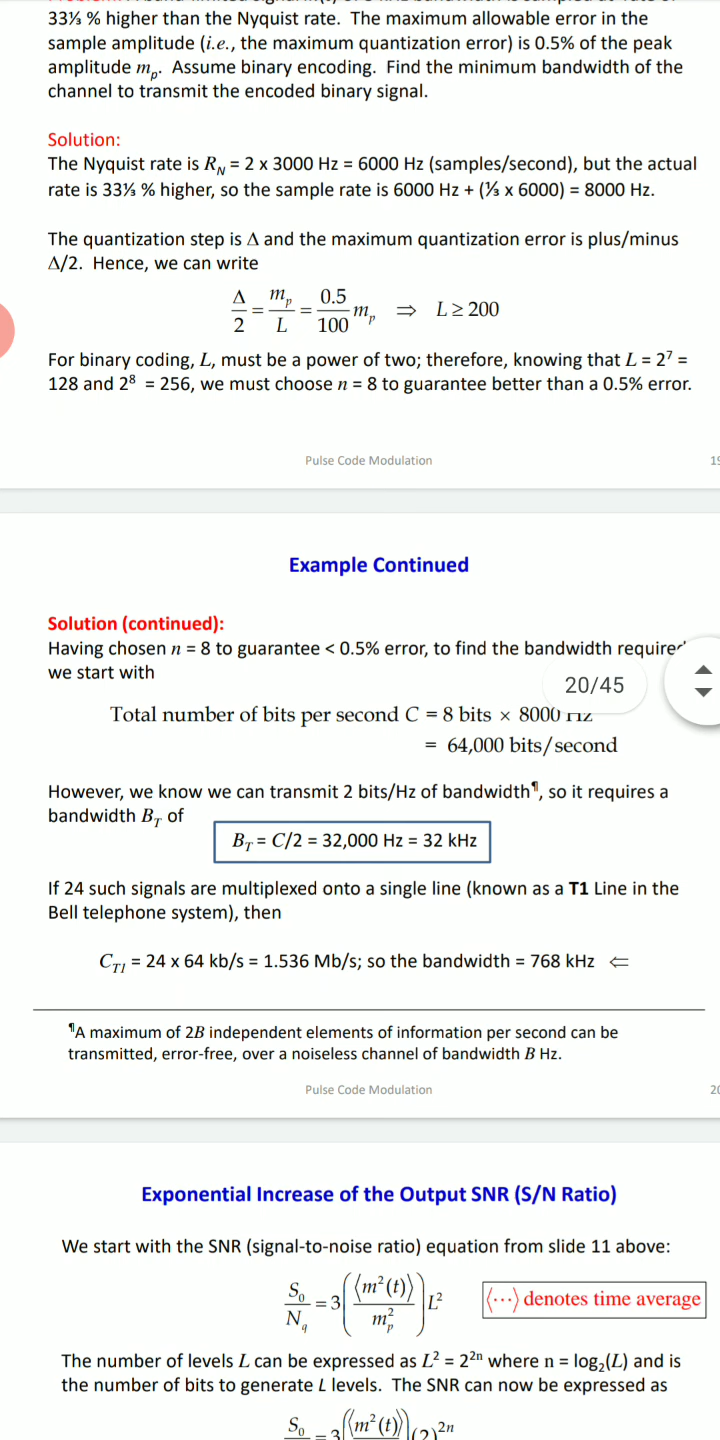 33⅓ % higher than the Nyquist rate. The maximum allowable error in the
sample amplitude (i.e., the maximum quantization error) is 0.5% of the peak
amplitude mₚ. Assume binary encoding. Find the minimum bandwidth of the
channel to transmit the encoded binary signal.
Solution:
The Nyquist rate is R_N = 2 x 3000 Hz = 6000 Hz (samples/second), but the actual
rate is 33⅓ % higher, so the sample rate is 6000 Hz + (⅓ x 6000) = 8000 Hz.
The quantization step is Δ and the maximum quantization error is plus/minus
Δ/2. Hence, we can write
Δ/2 = mₚ/L = 0.5/100 mₚ ⇒ L ≥ 200
For binary coding, L, must be a power of two; therefore, knowing that L = 2⁷ =
128 and 2⁸ = 256, we must choose n = 8 to guarantee better than a 0.5% error.
Pulse Code Modulation
Example Continued
Solution (continued):
Having chosen n = 8 to guarantee < 0.5% error, to find the bandwidth required
we start with
20/45
Total number of bits per second C = 8 bits × 8000 Hz
= 64,000 bits/second
However, we know we can transmit 2 bits/Hz of bandwidth¶, so it requires a
bandwidth B_T of
B_T = C/2 = 32,000 Hz = 32 kHz
If 24 such signals are multiplexed onto a single line (known as a T1 Line in the
Bell telephone system), then
C_T1 = 24 x 64 kb/s = 1.536 Mb/s; so the bandwidth = 768 kHz ⇐
¶A maximum of 2B independent elements of information per second can be
transmitted, error-free, over a noiseless channel of bandwidth B Hz.
Pulse Code Modulation
Exponential Increase of the Output SNR (S/N Ratio)
We start with the SNR (signal-to-noise ratio) equation from slide 11 above:
S₀/N_q = 3(⟨m²(t)⟩/mₚ²)L² ⟨⋯⟩ denotes time average
The number of levels L can be expressed as L² = 2²ⁿ where n = log₂(L) and is
the number of bits to generate L levels. The SNR can now be expressed as
S₀ = 3(⟨m²(t)⟩)(2)²ⁿ